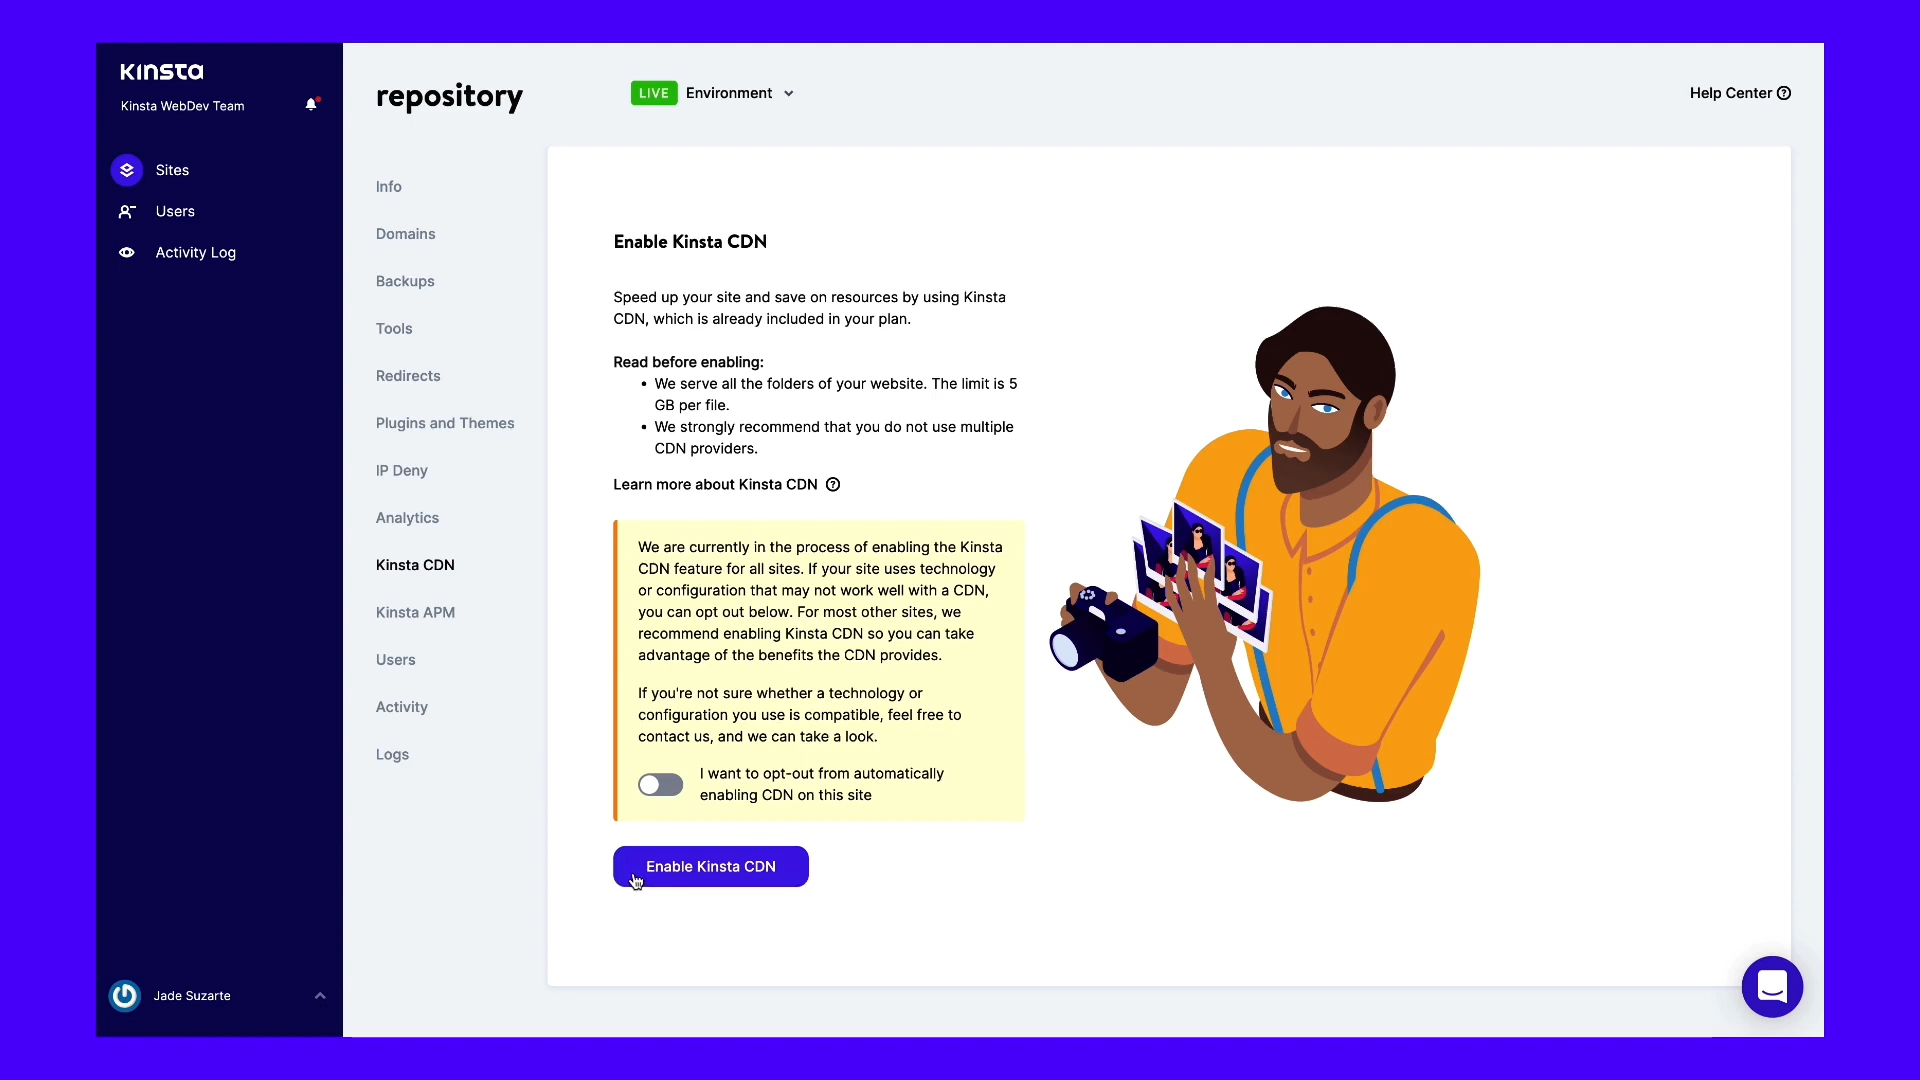 Kinsta
Kinsta WebDev Team
Sites
Users
Activity Log
Jade Suzarte
repository
LIVE Environment
Help Center
Info
Domains
Backups
Tools
Redirects
Plugins and Themes
IP Deny
Analytics
Kinsta CDN
Kinsta APM
Users
Activity
Logs
Enable Kinsta CDN
Speed up your site and save on resources by using Kinsta
CDN, which is already included in your plan.
Read before enabling:
• We serve all the folders of your website. The limit is 5
GB per file.
• We strongly recommend that you do not use multiple
CDN providers.
Learn more about Kinsta CDN
We are currently in the process of enabling the Kinsta
CDN feature for all sites. If your site uses technology
or configuration that may not work well with a CDN,
you can opt out below. For most other sites, we
recommend enabling Kinsta CDN so you can take
advantage of the benefits the CDN provides.
If you're not sure whether a technology or
configuration you use is compatible, feel free to
contact us, and we can take a look.
I want to opt-out from automatically
enabling CDN on this site
Enable Kinsta CDN